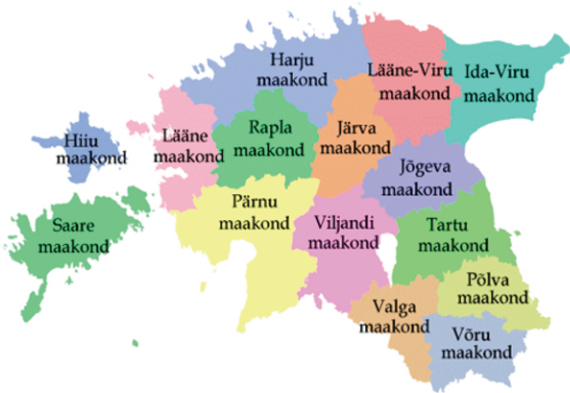 Harju
maakond
Lääne-Viru
maakond
Ida-Viru
maakond
Hiiu
maakond
Lääne
maakond
Rapla
maakond
Järva
maakond
Jõgeva
maakond
Saare
maakond
Pärnu
maakond
Viljandi
maakond
Tartu
maakond
Põlva
maakond
Valga
maakond
Võru
maakond